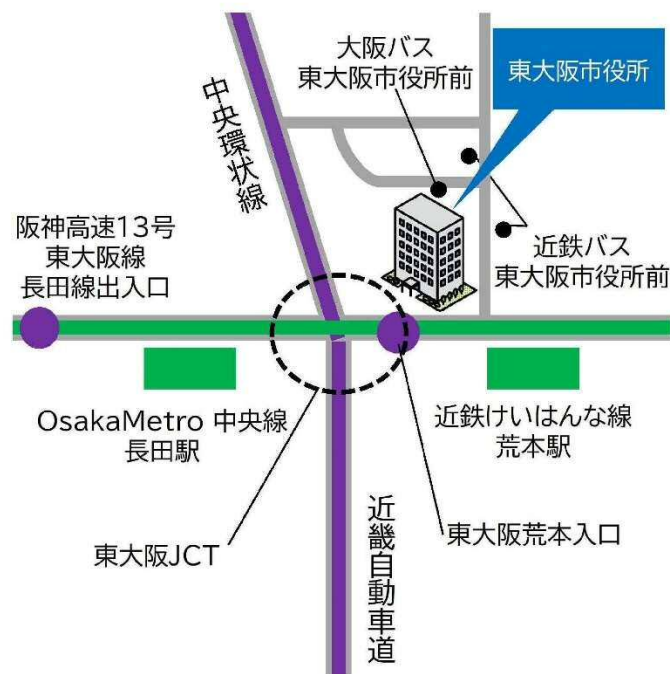 大阪バス
東大阪市役所前
東大阪市役所
中央環状線
阪神高速13号
東大阪線
長田線出入口
近鉄バス
東大阪市役所前
OsakaMetro 中央線
長田駅
近鉄けいはんな線
荒本駅
東大阪JCT
近畿自動車道
東大阪荒本入口